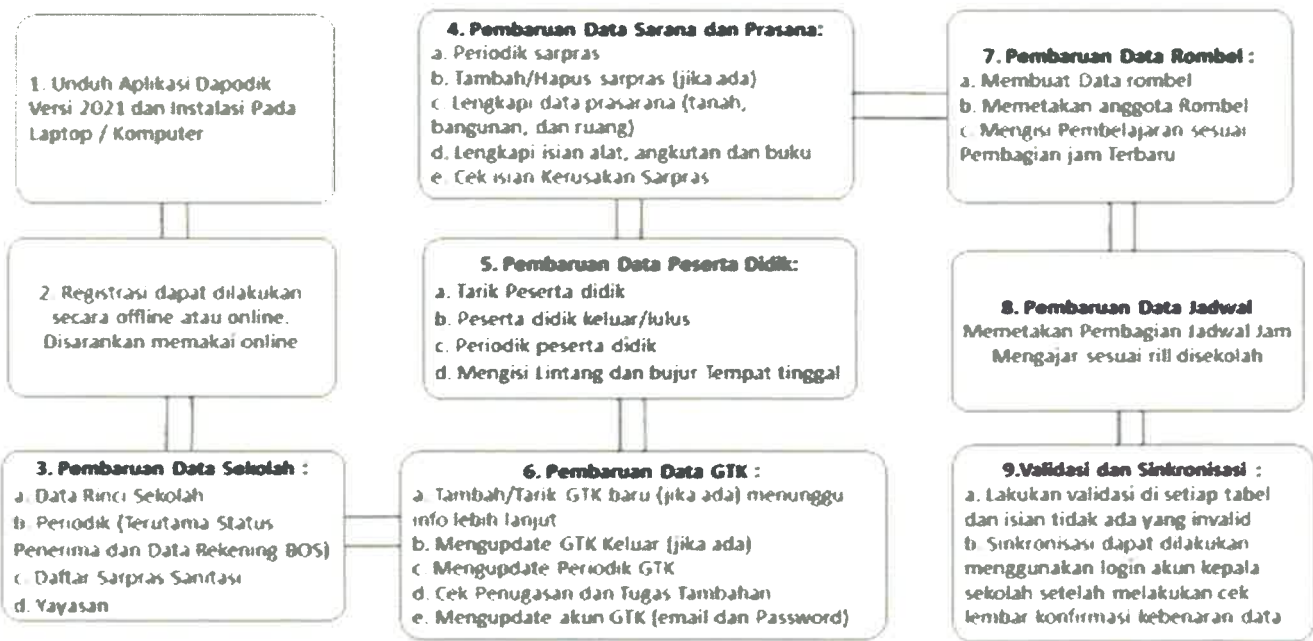 1. Unduh Aplikasi Dapodik
Versi 2021 dan Instalasi Pada
Laptop / Komputer
2. Registrasi dapat dilakukan
secara offline atau online.
Disarankan memakai online
3. Pembaruan Data Sekolah :
a. Data Rinci Sekolah
b. Periodik (Terutama Status
Penerima dan Data Rekening BOS)
c. Daftar Sarpras Sanitasi
d. Yayasan
4. Pembaruan Data Sarana dan Prasana:
a. Periodik sarpras
b. Tambah/Hapus sarpras (jika ada)
c. Lengkapi data prasarana (tanah,
bangunan, dan ruang)
d. Lengkapi isian alat, angkutan dan buku
e. Cek isian Kerusakan Sarpras
5. Pembaruan Data Peserta Didik:
a. Tarik Peserta didik
b. Peserta didik keluar/lulus
c. Periodik peserta didik
d. Mengisi Lintang dan bujur Tempat tinggal
6. Pembaruan Data GTK :
a. Tambah/Tarik GTK baru (jika ada) menunggu
info lebih lanjut
b. Mengupdate GTK Keluar (jika ada)
c. Mengupdate Periodik GTK
d. Cek Penugasan dan Tugas Tambahan
e. Mengupdate akun GTK (email dan Password)
7. Pembaruan Data Rombel :
a. Membuat Data rombel
b. Memetakan anggota Rombel
c. Mengisi Pembelajaran sesuai
Pembagian jam Terbaru
8. Pembaruan Data Jadwal
Memetakan Pembagian Jadwal Jam
Mengajar sesuai rill disekolah
9.Validasi dan Sinkronisasi :
a. Lakukan validasi di setiap tabel
dan isian tidak ada yang invalid
b. Sinkronisasi dapat dilakukan
menggunakan login akun kepala
sekolah setelah melakukan cek
lembar konfirmasi kebenaran data